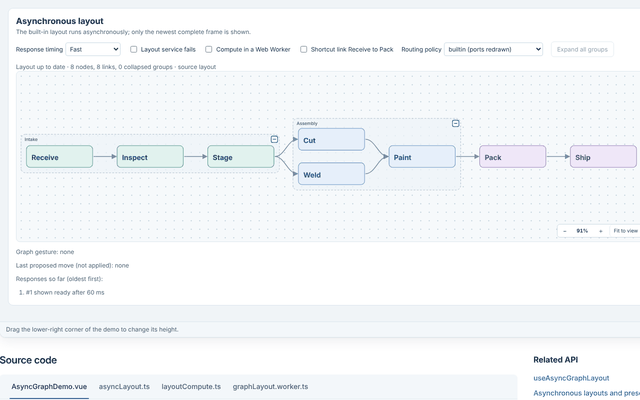 Asynchronous layout
The built-in layout runs asynchronously; only the newest complete frame is shown.
Response timing Fast Layout service fails Compute in a Web Worker Shortcut link Receive to Pack Routing policy builtin (ports redrawn) Expand all groups
Layout up to date · 8 nodes, 8 links, 0 collapsed groups · source layout
Assembly
Intake
Cut
Receive Inspect Stage Paint Pack Ship
Weld
− 91% + Fit to view
Graph gesture: none
Last proposed move (not applied): none
Responses so far (oldest first):
1. #1 shown ready after 60 ms
Drag the lower-right corner of the demo to change its height.
Source code
Related API
AsyncGraphDemo.vue asyncLayout.ts layoutCompute.ts graphLayout.worker.ts
useAsyncGraphLayout
Asynchronous layouts and